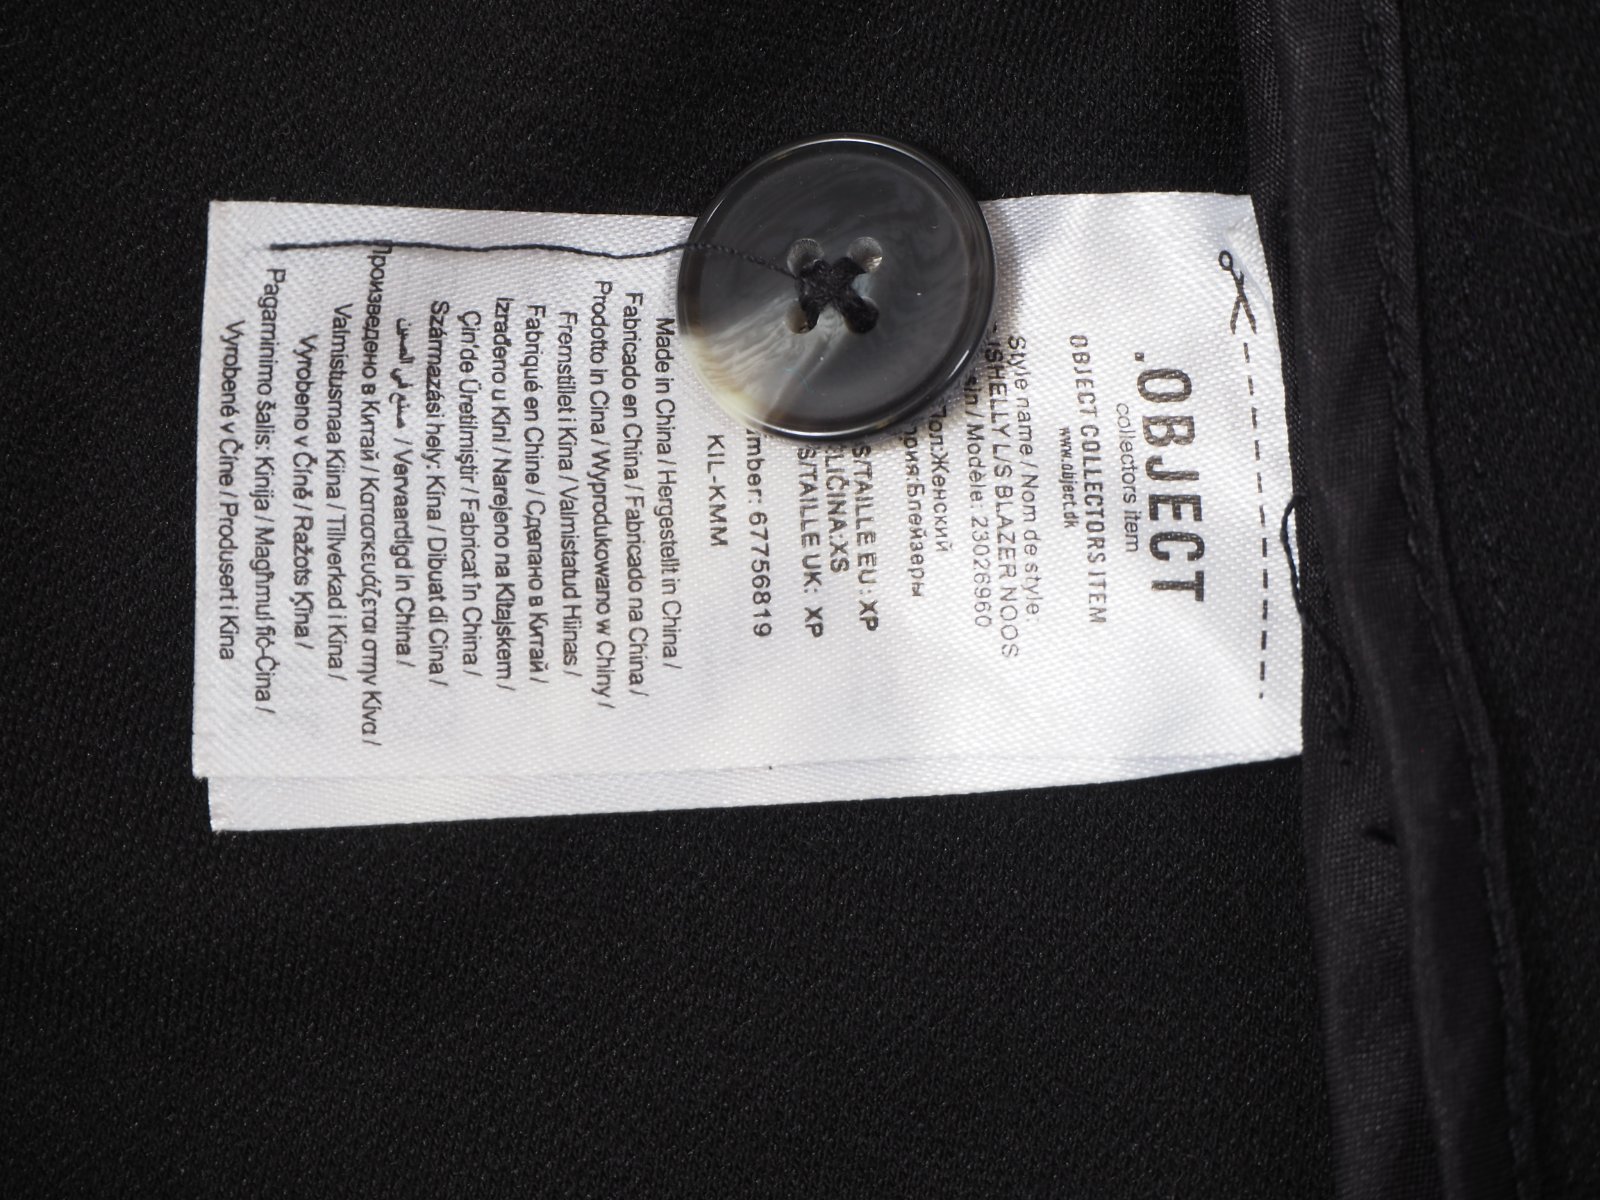 .OBJECT
collectors item
OBJECT COLLECTORS ITEM
www.object.dk
Style name / Nom de style:
SHELLY L/S BLAZER NOOS
/ Modèle: 23026960
Пол:Женский
Блейзеры
S/TAILLE EU : XP
LIČINA:XS
S/TAILLE UK: XP
mber: 67756819
KIL-KMM
Made in China / Hergestellt in China /
Fabricado en China / Fabricado na China /
Prodotto in Cina / Wyprodukowano w Chiny /
Fremstillet i Kina / Valmistatud Hiinas /
Fabriqué en Chine / Сделано в Китай /
Izrađeno u Kini / Narejeno na Kitajskem /
Çin'de Üretilmiştir / Fabricat în China /
Származási hely: Kína / Dibuat di Cina /
صنع في الصين / Vervaardigd in China /
Произведено в Китай / Κατασκευάζεται στην Κίνα /
Valmistusmaa Kiina / Tillverkad i Kina /
Vyrobeno v Číně / Ražots Ķīna /
Pagaminimo šalis: Kinija / Magħmul fiċ-Ċina /
Vyrobené v Číne / Produsert i Kina